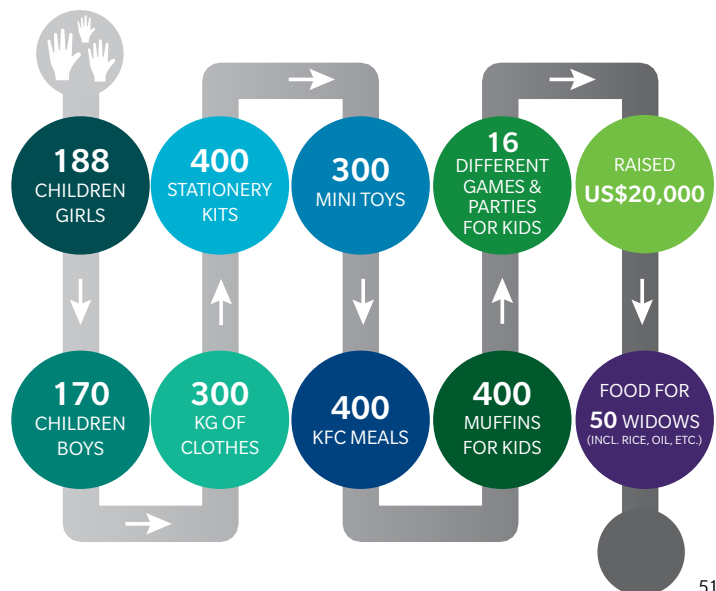 188
CHILDREN
GIRLS
170
CHILDREN
BOYS
300
KG OF
CLOTHES
400
STATIONERY
KITS
300
MINI TOYS
400
KFC MEALS
400
MUFFINS
FOR KIDS
16
DIFFERENT
GAMES &
PARTIES
FOR KIDS
RAISED
US$20,000
FOOD FOR
50 WIDOWS
(INCL. RICE, OIL, ETC.)
51